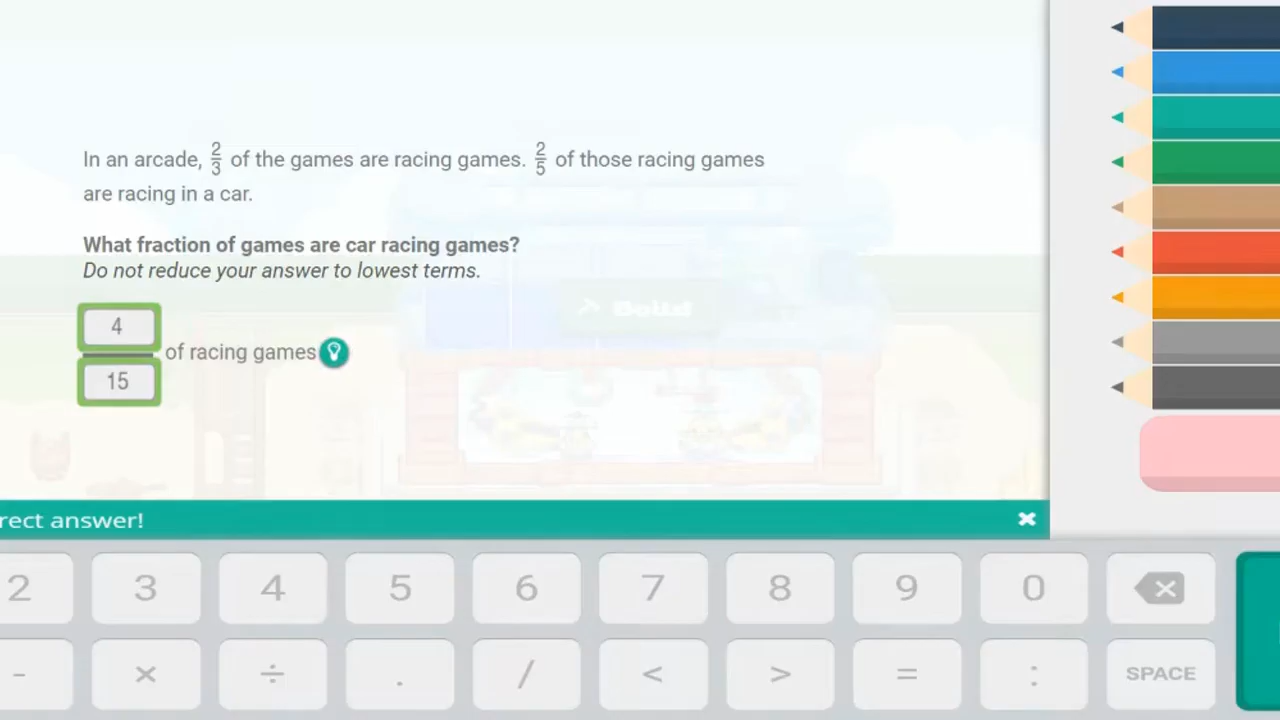 In an arcade, 2/3 of the games are racing games. 2/5 of those racing games
are racing in a car.
What fraction of games are car racing games?
Do not reduce your answer to lowest terms.
4
of racing games
15
Build
rect answer!
2 3 4 5 6 7 8 9 0
- × ÷ . / < > = : SPACE